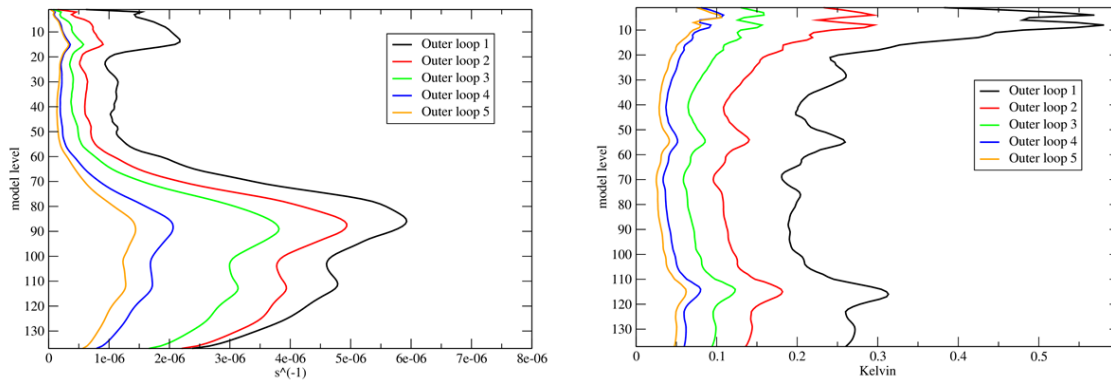 10
20
30
40
50
60
70
80
90
100
110
120
130
model level
0
1e-06
2e-06
3e-06
4e-06
5e-06
6e-06
7e-06
8e-06
s^(-1)
Outer loop 1
Outer loop 2
Outer loop 3
Outer loop 4
Outer loop 5
10
20
30
40
50
60
70
80
90
100
110
120
130
model level
0
0.1
0.2
0.3
0.4
0.5
Kelvin
Outer loop 1
Outer loop 2
Outer loop 3
Outer loop 4
Outer loop 5